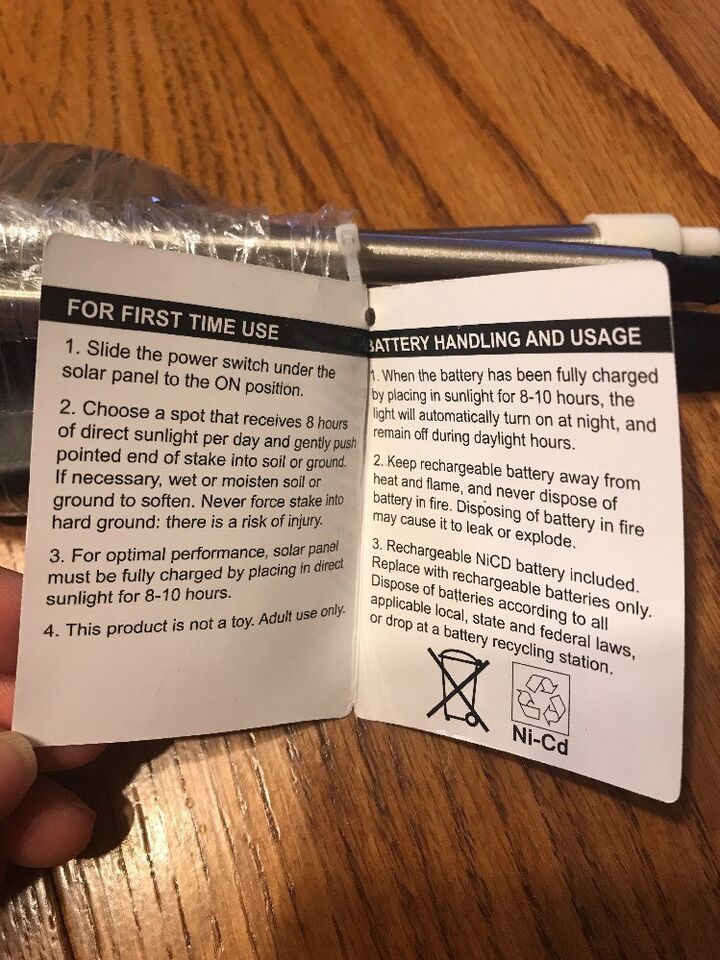 FOR FIRST TIME USE
1. Slide the power switch under the
solar panel to the ON position.
2. Choose a spot that receives 8 hours
of direct sunlight per day and gently push
pointed end of stake into soil or ground.
If necessary, wet or moisten soil or
ground to soften. Never force stake into
hard ground: there is a risk of injury.
3. For optimal performance, solar panel
must be fully charged by placing in direct
sunlight for 8-10 hours.
4. This product is not a toy. Adult use only.
BATTERY HANDLING AND USAGE
1. When the battery has been fully charged
by placing in sunlight for 8-10 hours, the
light will automatically turn on at night, and
remain off during daylight hours.
2. Keep rechargeable battery away from
heat and flame, and never dispose of
battery in fire. Disposing of battery in fire
may cause it to leak or explode.
3. Rechargeable NiCD battery included.
Replace with rechargeable batteries only.
Dispose of batteries according to all
applicable local, state and federal laws,
or drop at a battery recycling station.
Ni-Cd